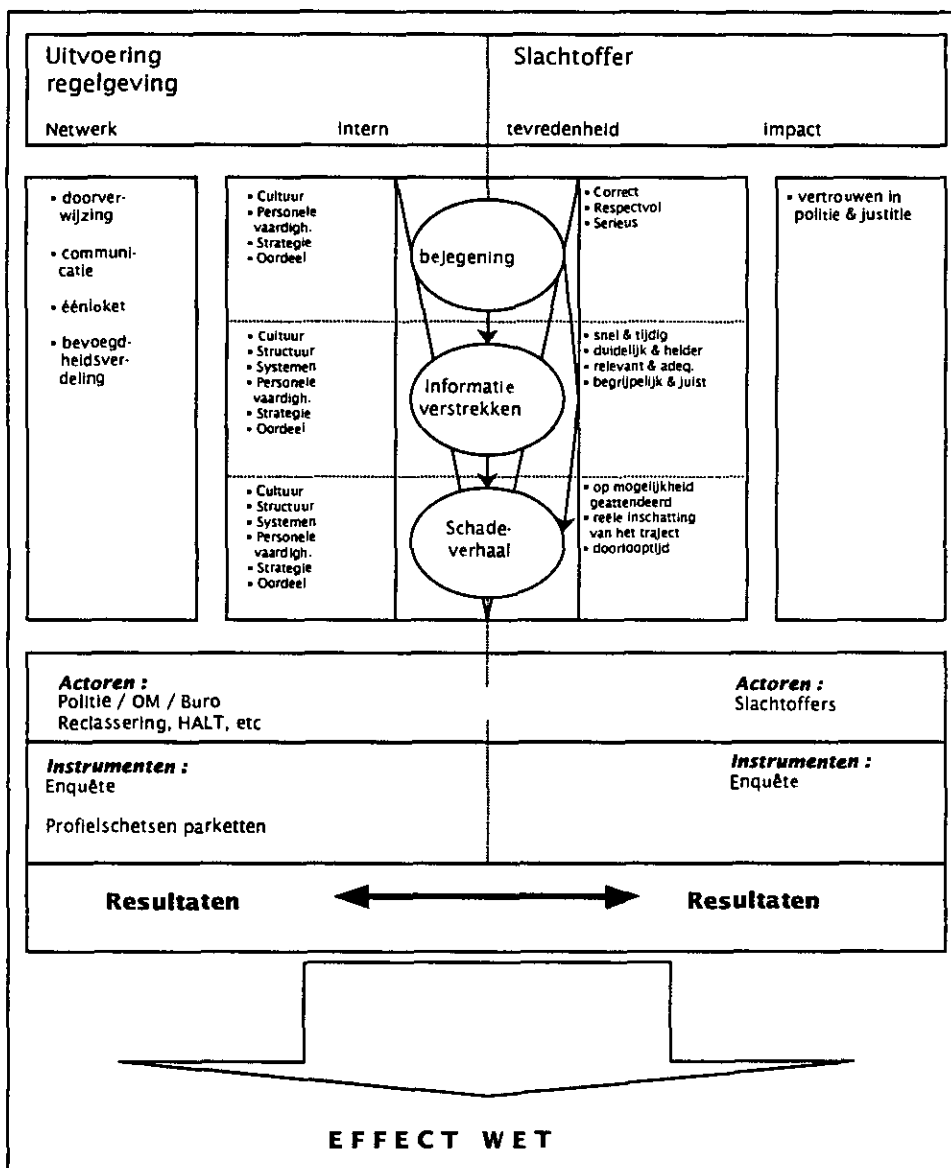 Uitvoering
regelgeving
Slachtoffer
Netwerk
Intern
tevredenheid
impact
• doorver-
wijzing
• communi-
catie
• éénloket
• bevoegd-
heidsver-
deling
• Cultuur
• Personele
vaardigh.
• Strategie
• Oordeel
bejegening
• Correct
• Respectvol
• Serieus
• Cultuur
• Structuur
• Systemen
• Personele
vaardigh.
• Strategie
• Oordeel
Informatie
verstrekken
• snel & tijdig
• duidelijk & helder
• relevant & adeq.
• begrijpelijk & juist
• Cultuur
• Structuur
• Systemen
• Personele
vaardigh.
• Strategie
• Oordeel
Schade-
verhaal
• op mogelijkheid
geattendeerd
• reële inschatting
van het traject
• doorlooptijd
• vertrouwen in
politie & justitie
Actoren :
Politie / OM / Buro
Reclassering, HALT, etc
Actoren :
Slachtoffers
Instrumenten :
Enquête
Profielschetsen parketten
Instrumenten :
Enquête
Resultaten
Resultaten
EFFECT WET